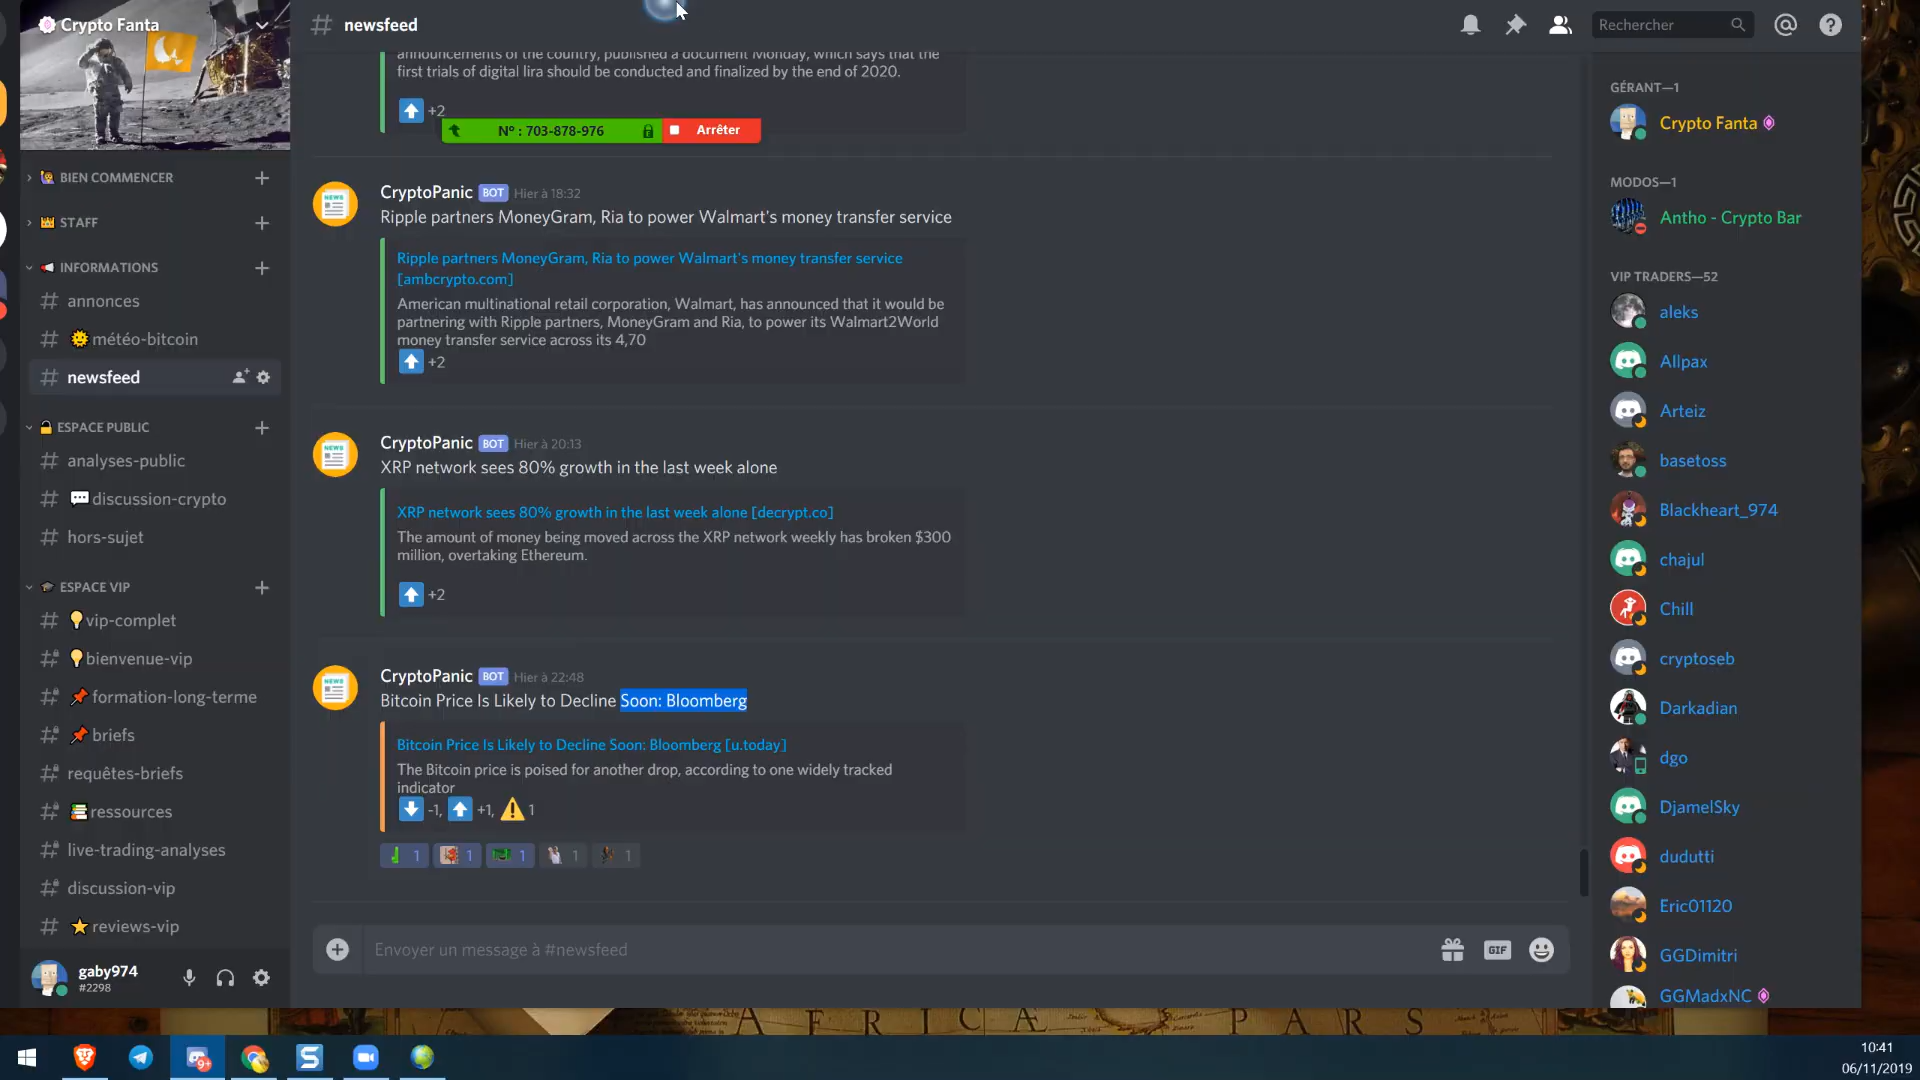 Crypto Fanta
BIEN COMMENCER
STAFF
INFORMATIONS
annonces
météo-bitcoin
newsfeed
ESPACE PUBLIC
analyses-public
discussion-crypto
hors-sujet
ESPACE VIP
vip-complet
bienvenue-vip
formation-long-terme
briefs
requêtes-briefs
ressources
live-trading-analyses
discussion-vip
reviews-vip
gaby974
#2298
newsfeed
Rechercher
announcements of the country, published a document Monday, which says that the
first trials of digital lira should be conducted and finalized by the end of 2020.
+2
Nº : 703-878-976
Arrêter
CryptoPanic BOT Hier à 18:32
Ripple partners MoneyGram, Ria to power Walmart's money transfer service
Ripple partners MoneyGram, Ria to power Walmart's money transfer service
[ambcrypto.com]
American multinational retail corporation, Walmart, has announced that it would be
partnering with Ripple partners, MoneyGram and Ria, to power its Walmart2World
money transfer service across its 4,70
+2
CryptoPanic BOT Hier à 20:13
XRP network sees 80% growth in the last week alone
XRP network sees 80% growth in the last week alone [decrypt.co]
The amount of money being moved across the XRP network weekly has broken $300
million, overtaking Ethereum.
+2
CryptoPanic BOT Hier à 22:48
Bitcoin Price Is Likely to Decline Soon: Bloomberg
Bitcoin Price Is Likely to Decline Soon: Bloomberg [u.today]
The Bitcoin price is poised for another drop, according to one widely tracked
indicator
-1, +1, 1
1 1 1 1 1
Envoyer un message à #newsfeed
GIF
GÉRANT—1
Crypto Fanta
MODOS—1
Antho - Crypto Bar
VIP TRADERS—52
aleks
Allpax
Arteiz
basetoss
Blackheart_974
chajul
Chill
cryptoseb
Darkadian
dgo
DjamelSky
dudutti
Eric01120
GGDimitri
GGMadxNC
AFRICÆ PARS
9+
10:41
06/11/2019